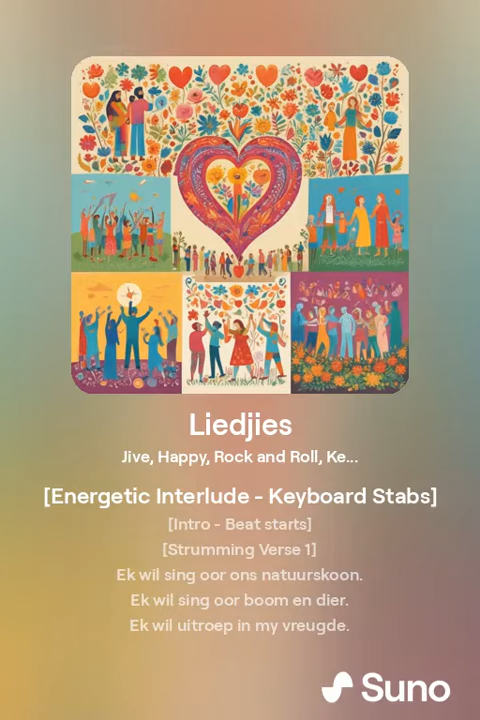 Liedjies
Jive, Happy, Rock and Roll, Ke...
[Energetic Interlude - Keyboard Stabs]
[Intro - Beat starts]
[Strumming Verse 1]
Ek wil sing oor ons natuurskoon.
Ek wil sing oor boom en dier.
Ek wil uitroep in my vreugde.
Suno